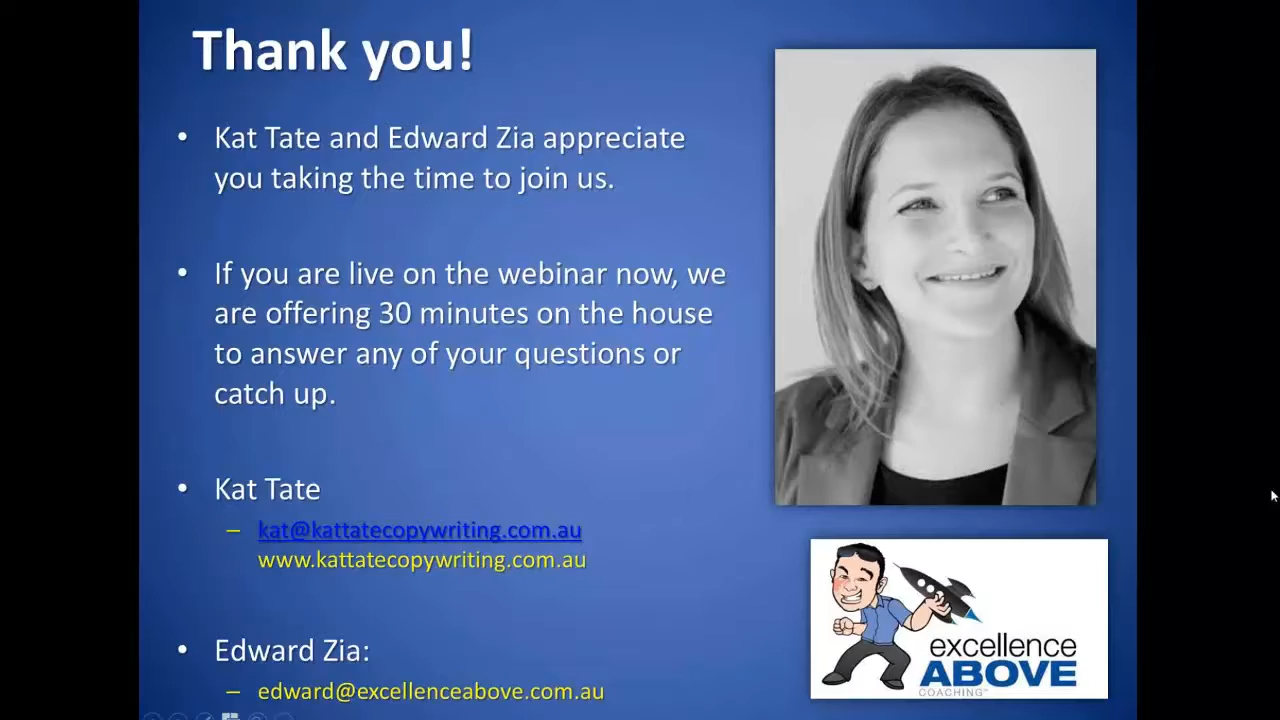 Thank you!
• Kat Tate and Edward Zia appreciate
you taking the time to join us.
• If you are live on the webinar now, we
are offering 30 minutes on the house
to answer any of your questions or
catch up.
• Kat Tate
– kat@kattatecopywriting.com.au
www.kattatecopywriting.com.au
• Edward Zia:
– edward@excellenceabove.com.au
excellence
ABOVE
COACHING™